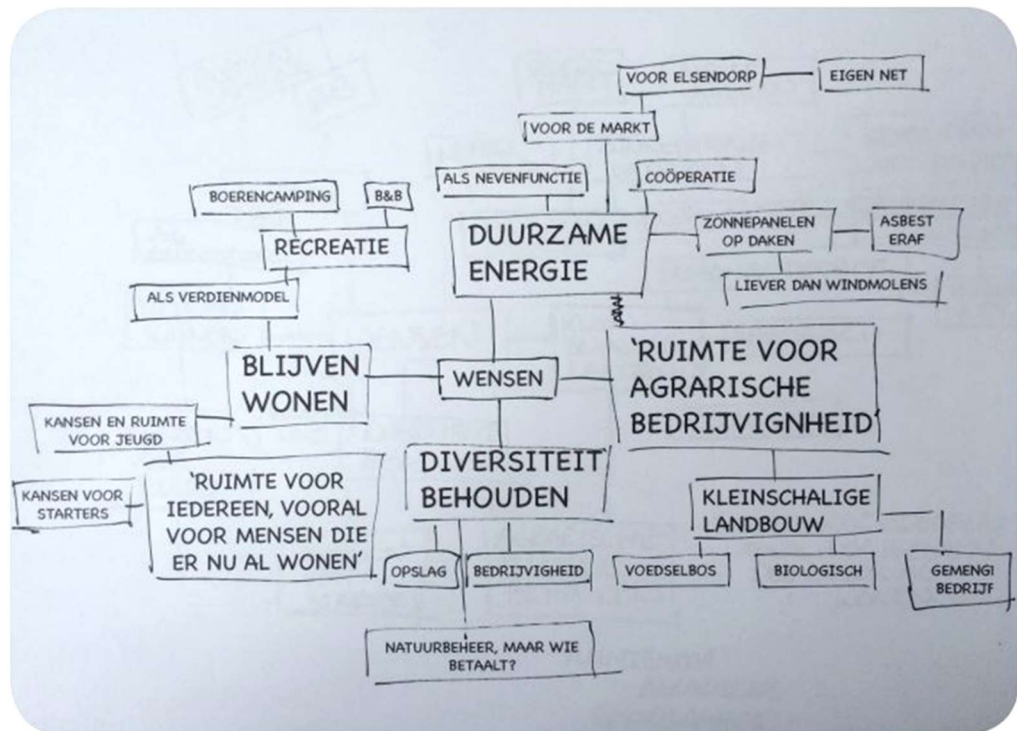 VOOR ELSENDORP
EIGEN NET
VOOR DE MARKT
ALS NEVENFUNCTIE
COÖPERATIE
BOERENCAMPING
B&B
RECREATIE
DUURZAME
ENERGIE
ZONNEPANELEN
OP DAKEN
ASBEST
ERAF
LIEVER DAN WINDMOLENS
ALS VERDIENMODEL
BLIJVEN
WONEN
WENSEN
'RUIMTE VOOR
AGRARISCHE
BEDRIJVIGNHEID'
KANSEN EN RUIMTE
VOOR JEUGD
KANSEN VOOR
STARTERS
'RUIMTE VOOR
IEDEREEN, VOORAL
VOOR MENSEN DIE
ER NU AL WONEN'
DIVERSITEIT
BEHOUDEN
KLEINSCHALIGE
LANDBOUW
OPSLAG
BEDRIJVIGHEID
VOEDSELBOS
BIOLOGISCH
GEMENGI
BEDRIJF
NATUURBEHEER, MAAR WIE
BETAALT?